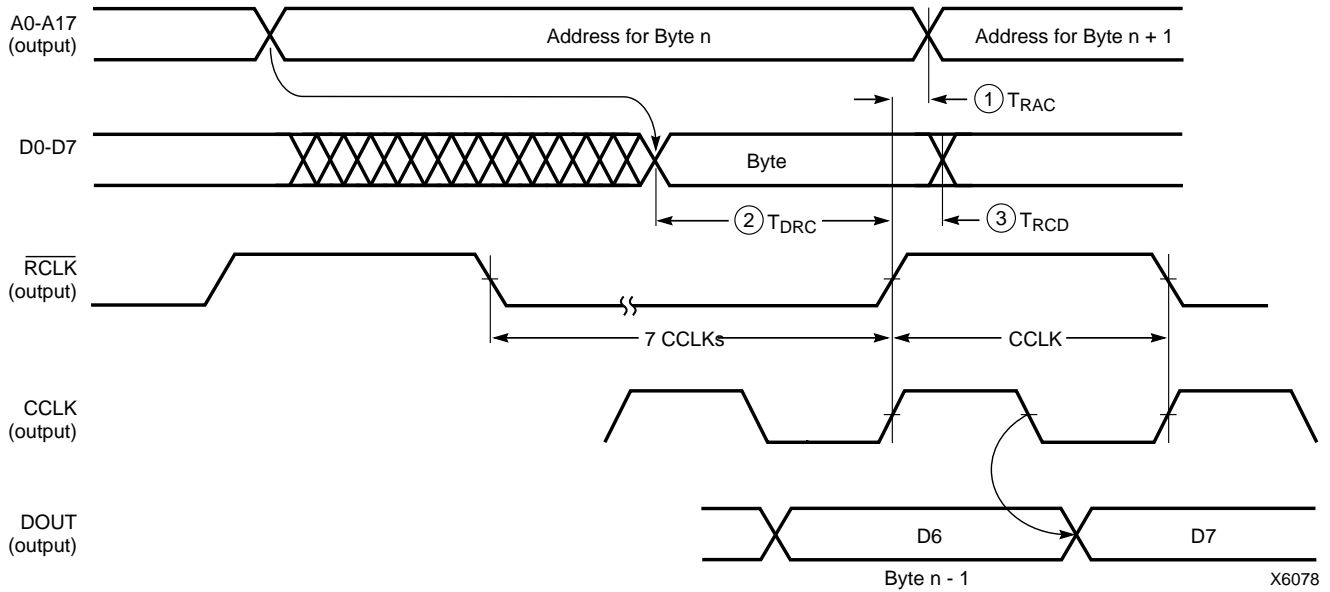 A0-A17
(output)
Address for Byte n
Address for Byte n + 1
1 TRAC
D0-D7
Byte
2 TDRC
3 TRCD
RCLK
(output)
7 CCLKs
CCLK
CCLK
(output)
DOUT
(output)
D6
D7
Byte n - 1
X6078